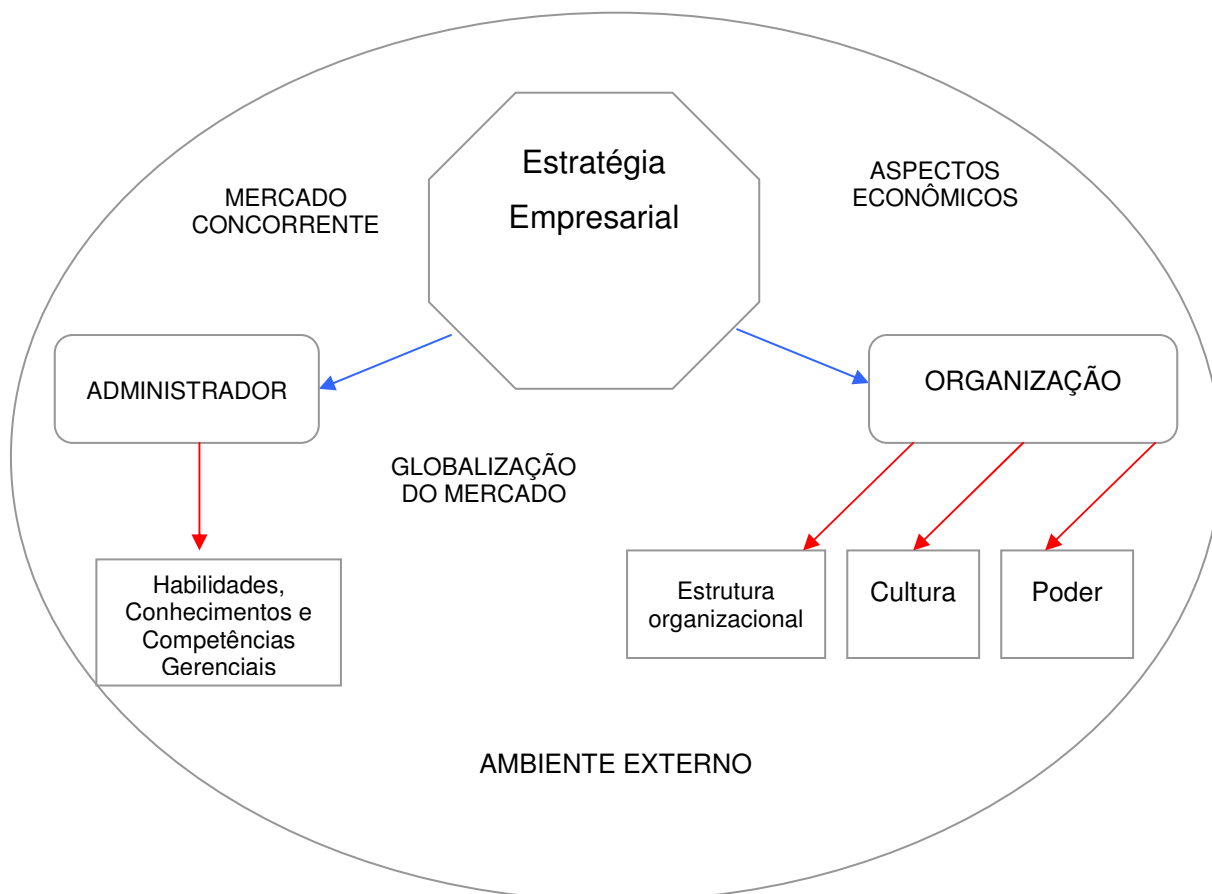 Estratégia
Empresarial
MERCADO
CONCORRENTE
ASPECTOS
ECONÔMICOS
ADMINISTRADOR
ORGANIZAÇÃO
GLOBALIZAÇÃO
DO MERCADO
Habilidades,
Conhecimentos e
Competências
Gerenciais
Estrutura
organizacional
Cultura
Poder
AMBIENTE EXTERNO